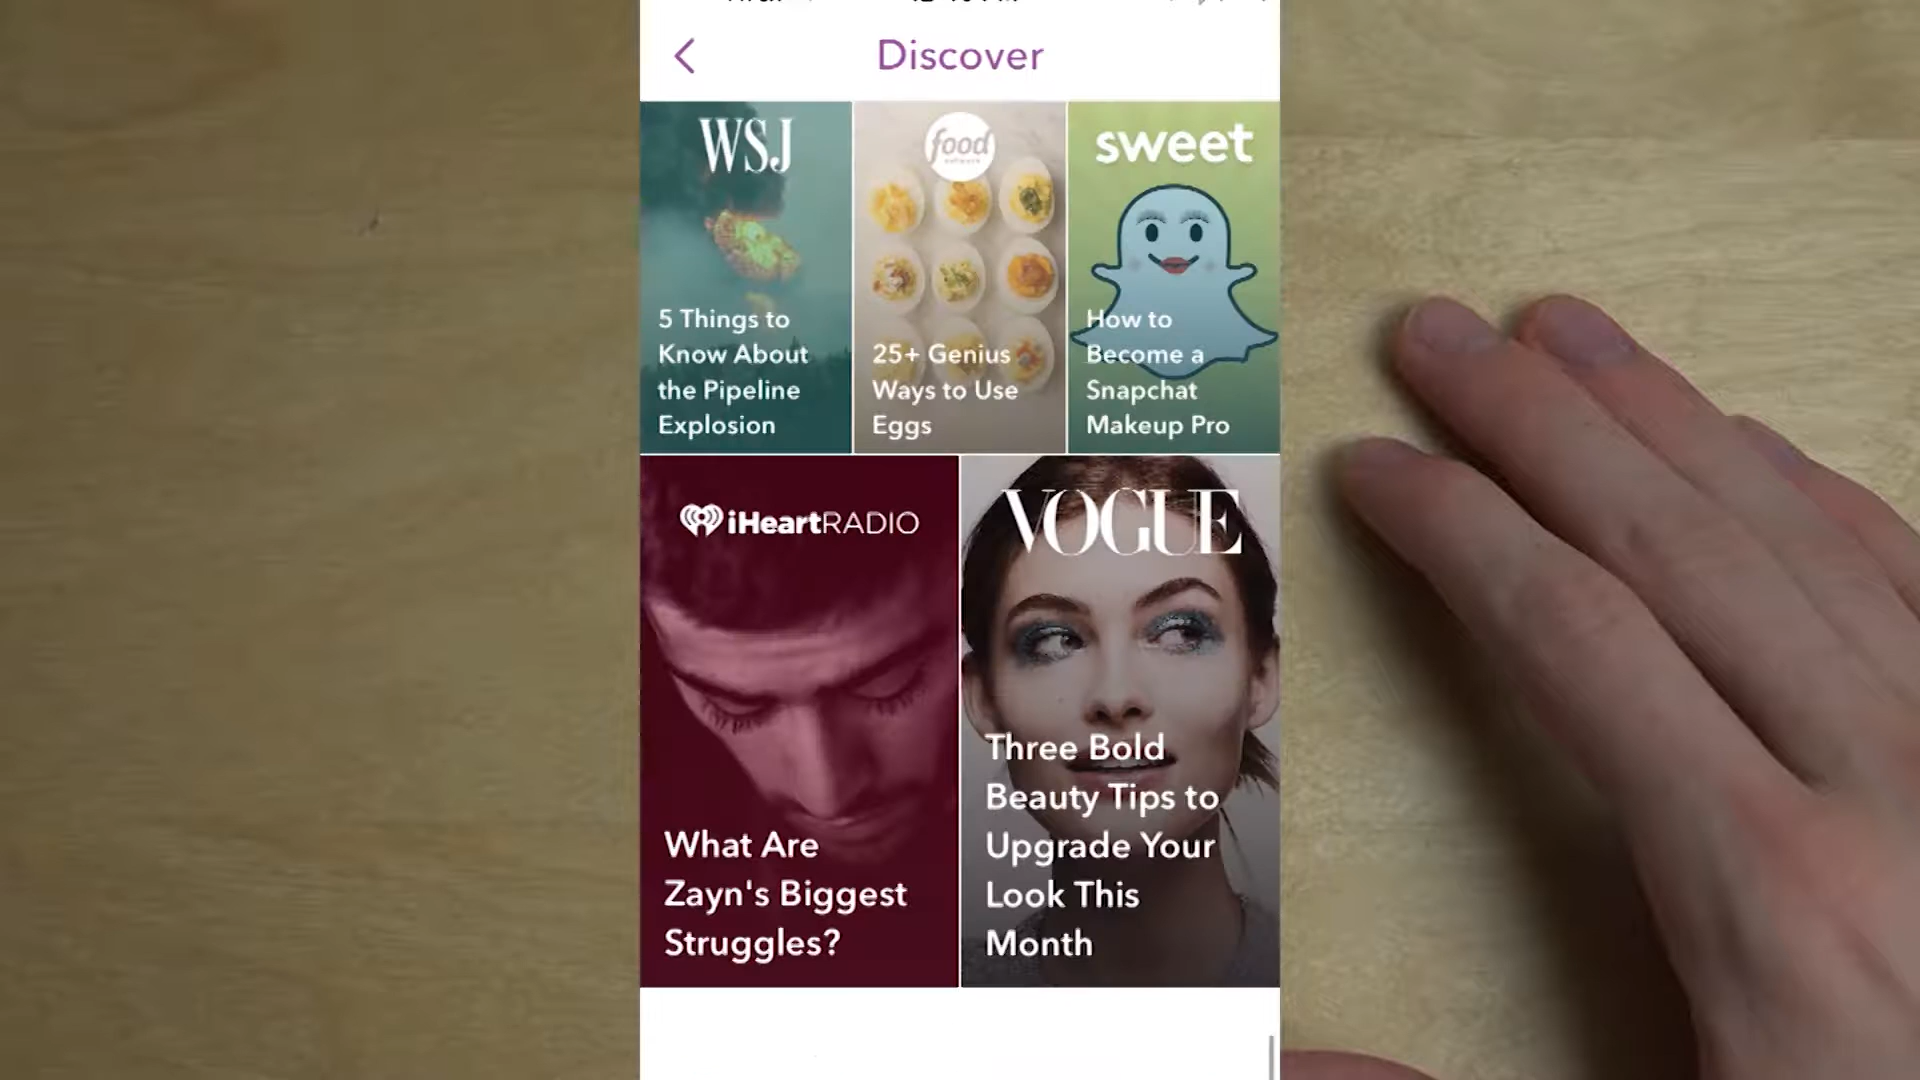 Discover
WSJ
5 Things to
Know About
the Pipeline
Explosion
food
25+ Genius
Ways to Use
Eggs
sweet
How to
Become a
Snapchat
Makeup Pro
iHeartRADIO
What Are
Zayn's Biggest
Struggles?
VOGUE
Three Bold
Beauty Tips to
Upgrade Your
Look This
Month